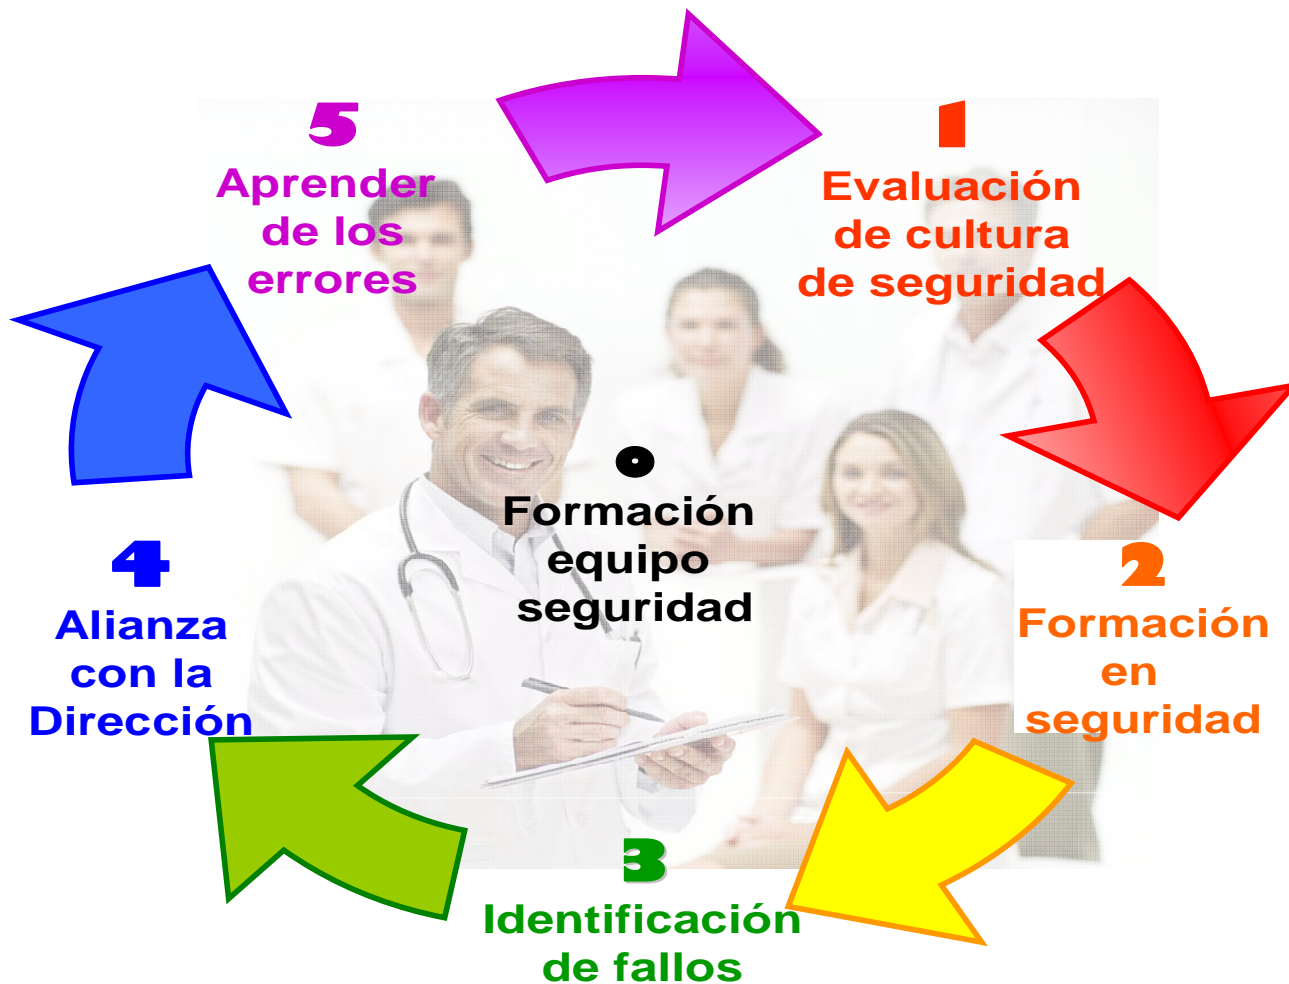 5
Aprender
de los
errores
1
Evaluación
de cultura
de seguridad
0
Formación
equipo
seguridad
2
Formación
en
seguridad
4
Alianza
con la
Dirección
3
Identificación
de fallos